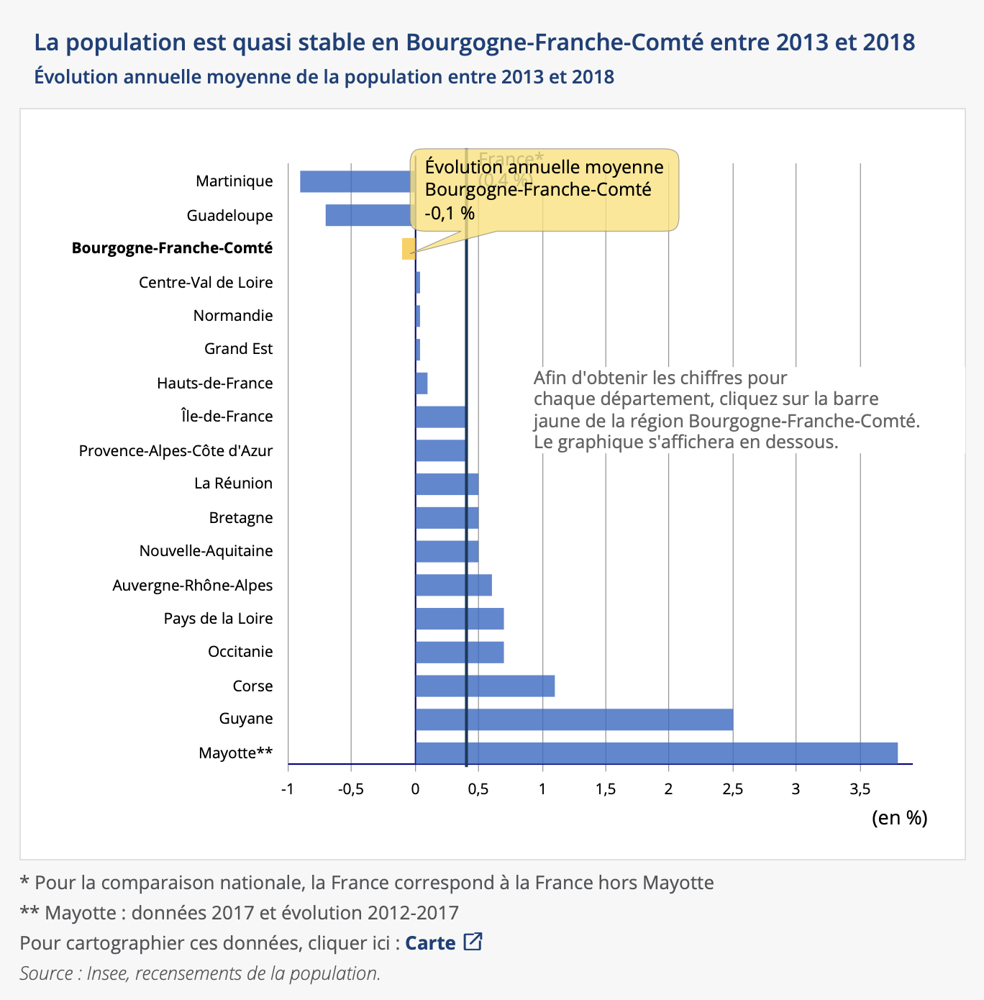 La population est quasi stable en Bourgogne-Franche-Comté entre 2013 et 2018
Évolution annuelle moyenne de la population entre 2013 et 2018
France*
(0,4 %)
Évolution annuelle moyenne
Bourgogne-Franche-Comté
-0,1 %
Martinique
Guadeloupe
Bourgogne-Franche-Comté
Centre-Val de Loire
Normandie
Grand Est
Hauts-de-France
Île-de-France
Provence-Alpes-Côte d'Azur
La Réunion
Bretagne
Nouvelle-Aquitaine
Auvergne-Rhône-Alpes
Pays de la Loire
Occitanie
Corse
Guyane
Mayotte**
Afin d'obtenir les chiffres pour
chaque département, cliquez sur la barre
jaune de la région Bourgogne-Franche-Comté.
Le graphique s'affichera en dessous.
-1 -0,5 0 0,5 1 1,5 2 2,5 3 3,5
(en %)
* Pour la comparaison nationale, la France correspond à la France hors Mayotte
** Mayotte : données 2017 et évolution 2012-2017
Pour cartographier ces données, cliquer ici : Carte
Source : Insee, recensements de la population.